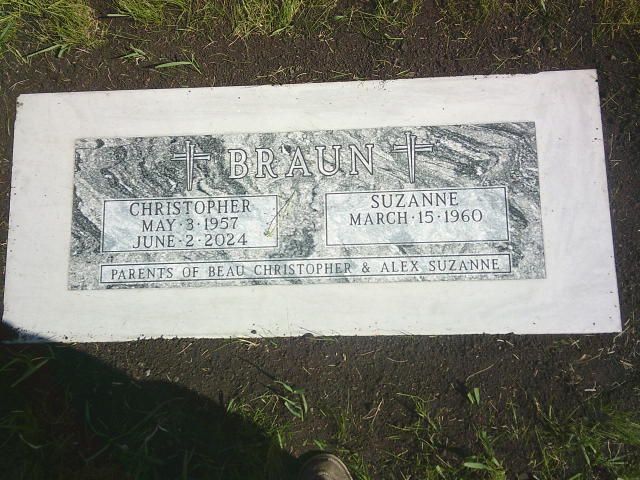 BRAUN
CHRISTOPHER
MAY·3·1957
JUNE·2·2024
SUZANNE
MARCH·15·1960
PARENTS OF BEAU CHRISTOPHER & ALEX SUZANNE